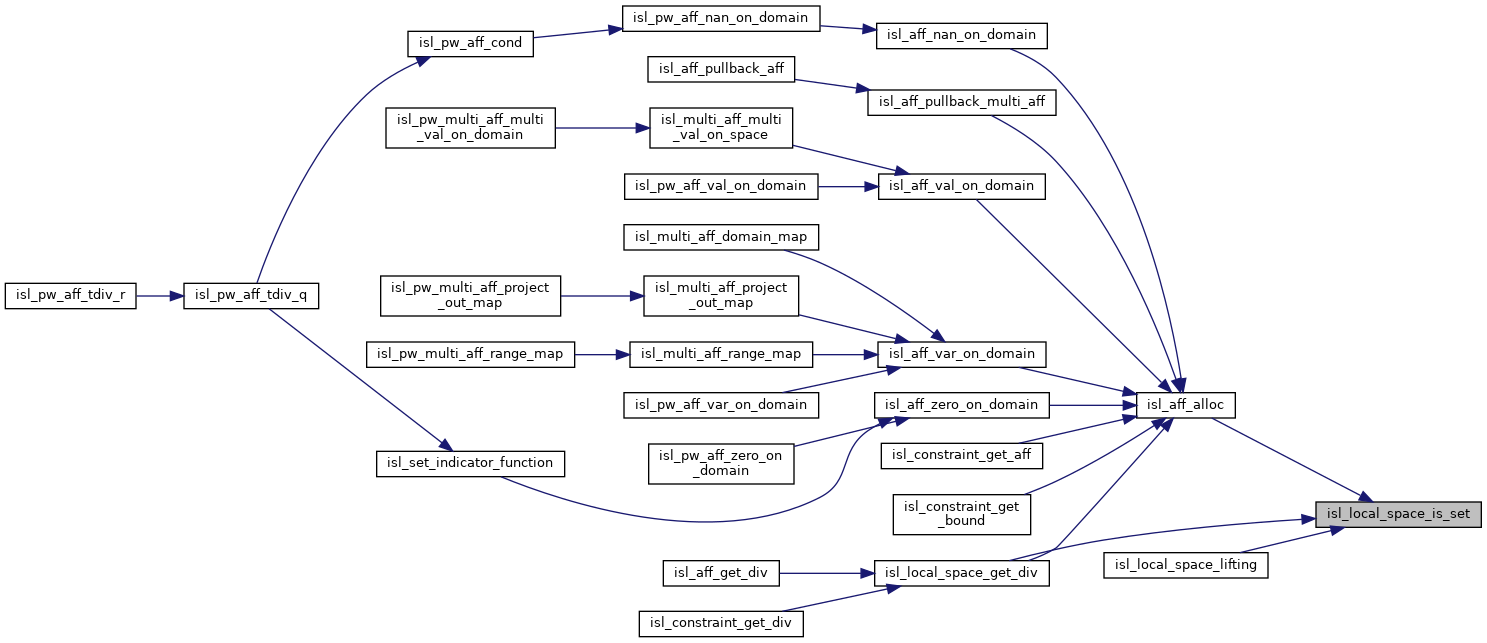 isl_pw_aff_nan_on_domain
isl_aff_nan_on_domain
isl_pw_aff_cond
isl_aff_pullback_aff
isl_aff_pullback_multi_aff
isl_pw_multi_aff_multi
_val_on_domain
isl_multi_aff_multi
_val_on_space
isl_pw_aff_val_on_domain
isl_aff_val_on_domain
isl_multi_aff_domain_map
isl_pw_aff_tdiv_r
isl_pw_aff_tdiv_q
isl_pw_multi_aff_project
_out_map
isl_multi_aff_project
_out_map
isl_pw_multi_aff_range_map
isl_multi_aff_range_map
isl_aff_var_on_domain
isl_pw_aff_var_on_domain
isl_aff_zero_on_domain
isl_aff_alloc
isl_set_indicator_function
isl_pw_aff_zero_on
_domain
isl_constraint_get_aff
isl_constraint_get
_bound
isl_local_space_is_set
isl_aff_get_div
isl_local_space_get_div
isl_local_space_lifting
isl_constraint_get_div